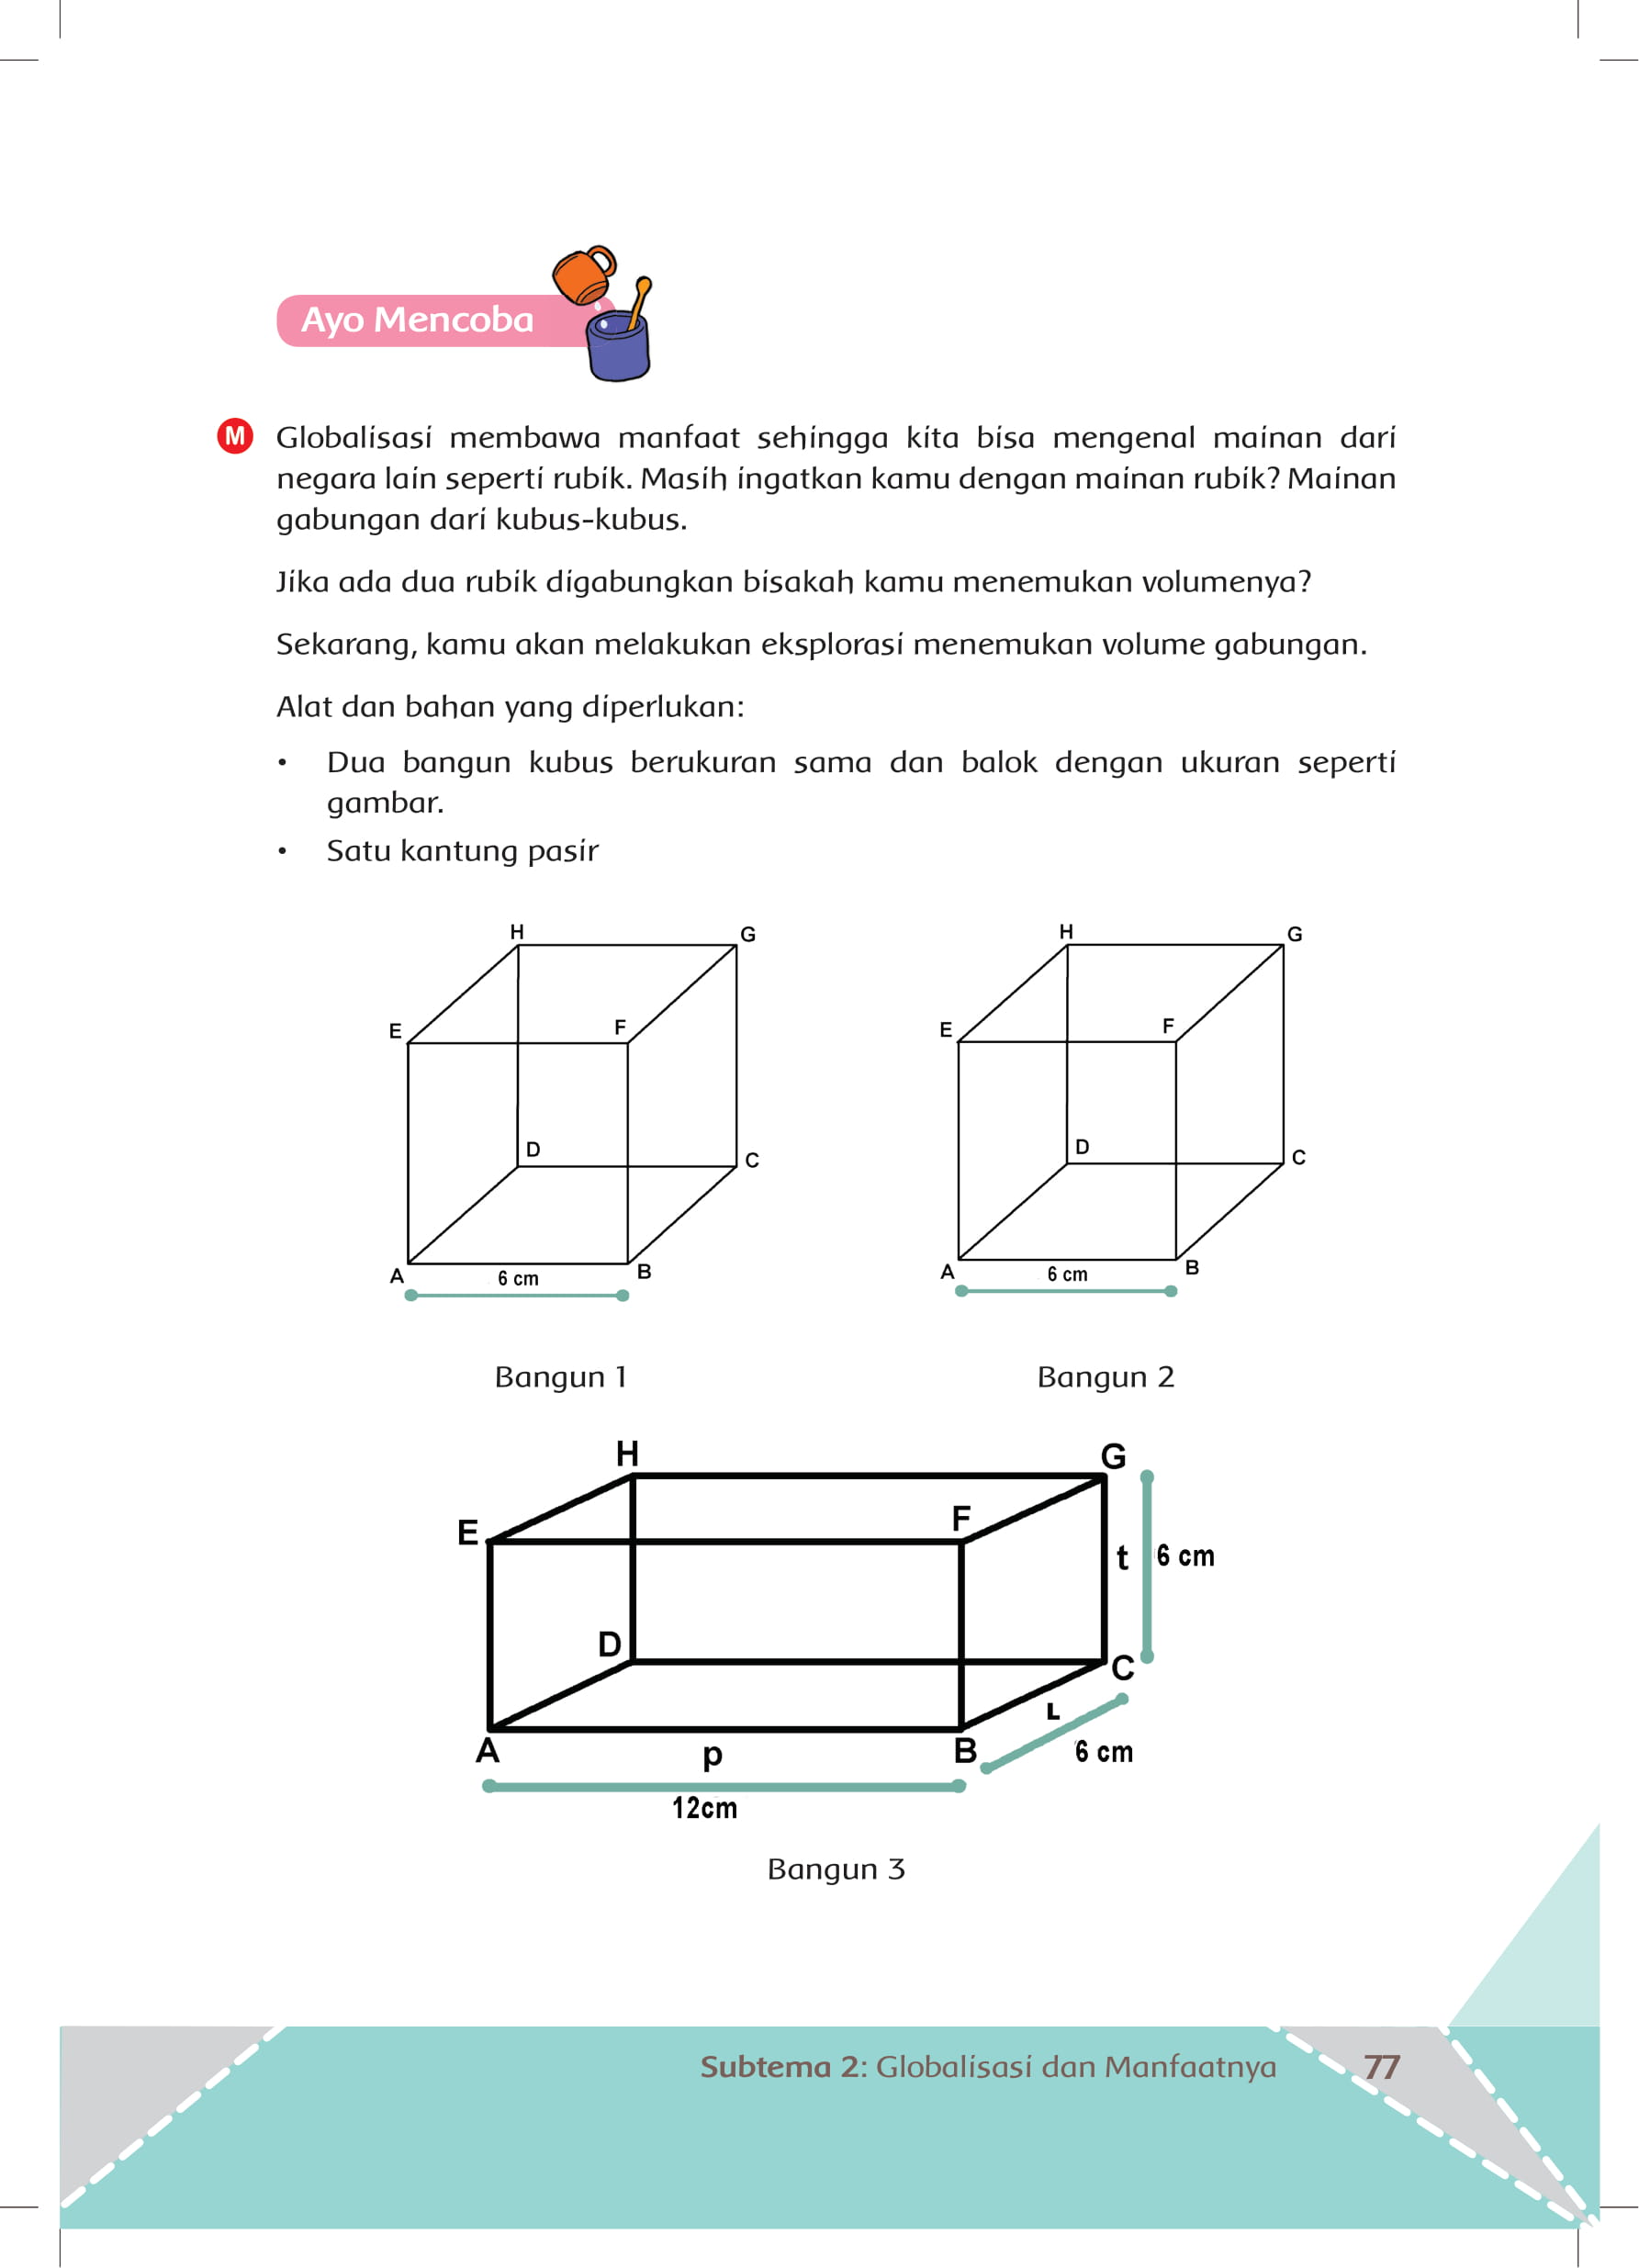 Ayo Mencoba
M Globalisasi membawa manfaat sehingga kita bisa mengenal mainan dari
negara lain seperti rubik. Masih ingatkan kamu dengan mainan rubik? Mainan
gabungan dari kubus-kubus.
Jika ada dua rubik digabungkan bisakah kamu menemukan volumenya?
Sekarang, kamu akan melakukan eksplorasi menemukan volume gabungan.
Alat dan bahan yang diperlukan:
• Dua bangun kubus berukuran sama dan balok dengan ukuran seperti
gambar.
• Satu kantung pasir
H G H G
E F E F
D C D C
A 6 cm B A 6 cm B
Bangun 1 Bangun 2
H G
E F
t 6 cm
D C
L
A p B 6 cm
12cm
Bangun 3
Subtema 2: Globalisasi dan Manfaatnya 77